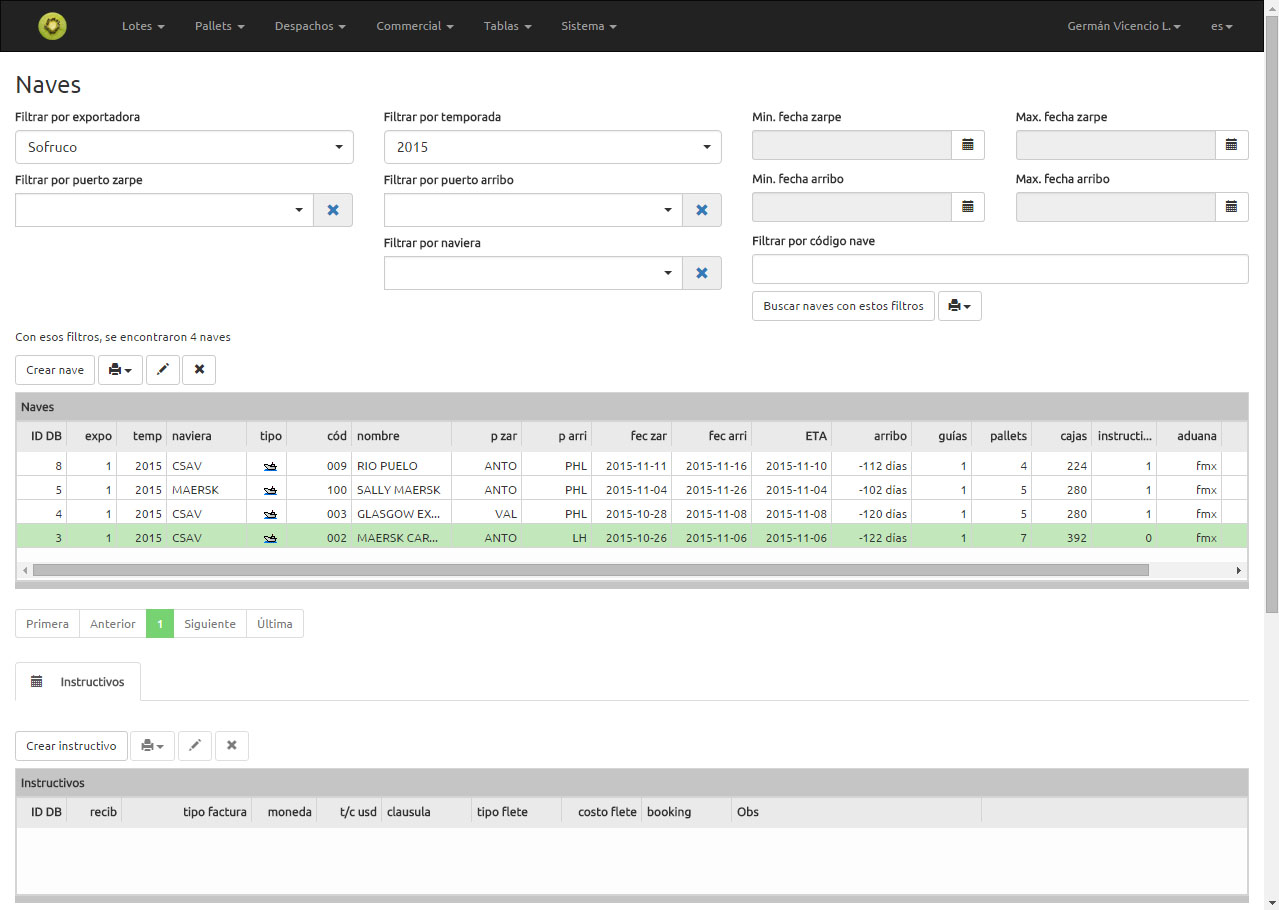 Lotes Pallets Despachos Commercial Tablas Sistema Germán Vicencio L. es
Naves
Filtrar por exportadora Filtrar por temporada Min. fecha zarpe Max. fecha zarpe
Sofruco 2015
Filtrar por puerto zarpe Filtrar por puerto arribo Min. fecha arribo Max. fecha arribo
Filtrar por naviera Filtrar por código nave
Buscar naves con estos filtros
Con esos filtros, se encontraron 4 naves
Crear nave
Naves
ID DB expo temp naviera tipo cód nombre p zar p arri fec zar fec arri ETA arribo guías pallets cajas instructi... aduana
8 1 2015 CSAV 009 RIO PUELO ANTO PHL 2015-11-11 2015-11-16 2015-11-10 -112 días 1 4 224 1 fmx
5 1 2015 MAERSK 100 SALLY MAERSK ANTO PHL 2015-11-04 2015-11-26 2015-11-04 -102 días 1 5 280 1 fmx
4 1 2015 CSAV 003 GLASGOW EX... VAL PHL 2015-10-28 2015-11-08 2015-11-08 -120 días 1 5 280 1 fmx
3 1 2015 CSAV 002 MAERSK CAR... ANTO LH 2015-10-26 2015-11-06 2015-11-06 -122 días 1 7 392 0 fmx
Primera Anterior 1 Siguiente Última
Instructivos
Crear instructivo
Instructivos
ID DB recib tipo factura moneda t/c usd clausula tipo flete costo flete booking Obs